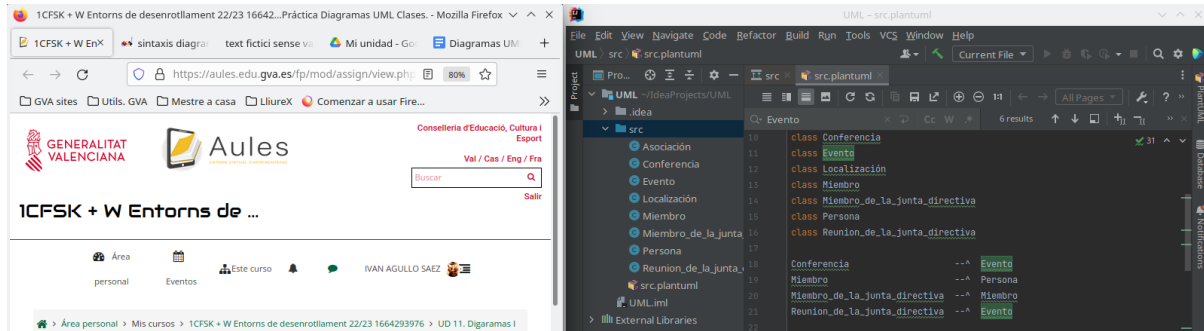 1CFSK + W Entorns de desenrotllament 22/23 16642...Práctica Diagramas UML Clases. - Mozilla Firefox
1CFSK + W En
sintaxis diagra
text fictici sense va
Mi unidad - Go
Diagramas UM
https://aules.edu.gva.es/fp/mod/assign/view.php
80%
GVA sites
Utils. GVA
Mestre a casa
LliureX
Comenzar a usar Fire...
GENERALITAT
VALENCIANA
Aules
Conselleria d'Educació, Cultura i
Esport
Val / Cas / Eng / Fra
Buscar
Salir
1CFSK + W Entorns de ...
Área
personal
Eventos
Este curso
IVAN AGULLO SAEZ
Área personal > Mis cursos > 1CFSK + W Entorns de desenrotllament 22/23 1664293976 > UD 11. Digaramas I
UML – src.plantuml
File Edit View Navigate Code Refactor Build Run Tools VCS Window Help
UML src src.plantuml
Current File
Project
Pro...
UML ~/IdeaProjects/UML
.idea
src
Asociación
Conferencia
Evento
Localización
Miembro
Miembro_de_la_junta
Persona
Reunion_de_la_junta_
src.plantuml
UML.iml
External Libraries
src
src.plantuml
1:1
All Pages
Evento
Cc W .*
6 results
31
10 class Conferencia
11 class Evento
12 class Localización
13 class Miembro
14 class Miembro_de_la_junta_directiva
15 class Persona
16 class Reunion_de_la_junta_directiva
17
18 Conferencia --^ Evento
19 Miembro --^ Persona
20 Miembro_de_la_junta_directiva --^ Miembro
21 Reunion_de_la_junta_directiva --^ Evento
22
PlantUML
Database
Notifications